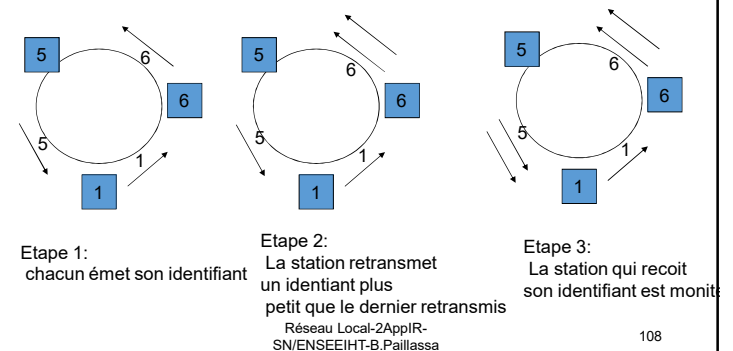 5
6
6
5
1
1
5
6
6
5
1
1
5
6
6
5
1
1
Etape 1:
chacun émet son identifiant
Etape 2:
La station retransmet
un identiant plus
petit que le dernier retransmis
Etape 3:
La station qui recoit
son identifiant est
Réseau Local-2AppIR-
SN/ENSEEIHT-B.Paillassa
108